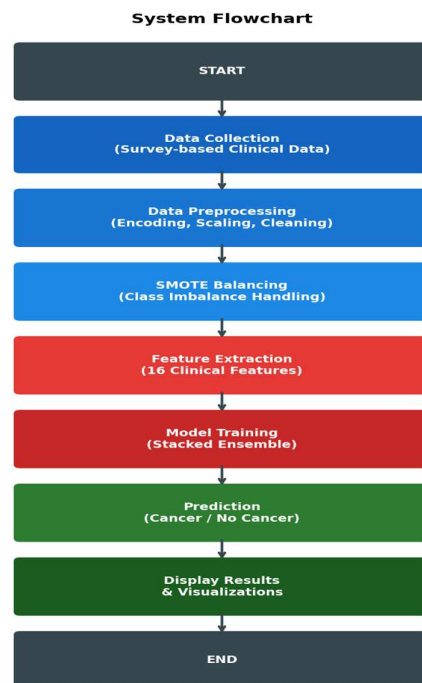 System Flowchart
START
Data Collection
(Survey-based Clinical Data)
Data Preprocessing
(Encoding, Scaling, Cleaning)
SMOTE Balancing
(Class Imbalance Handling)
Feature Extraction
(16 Clinical Features)
Model Training
(Stacked Ensemble)
Prediction
(Cancer / No Cancer)
Display Results
& Visualizations
END